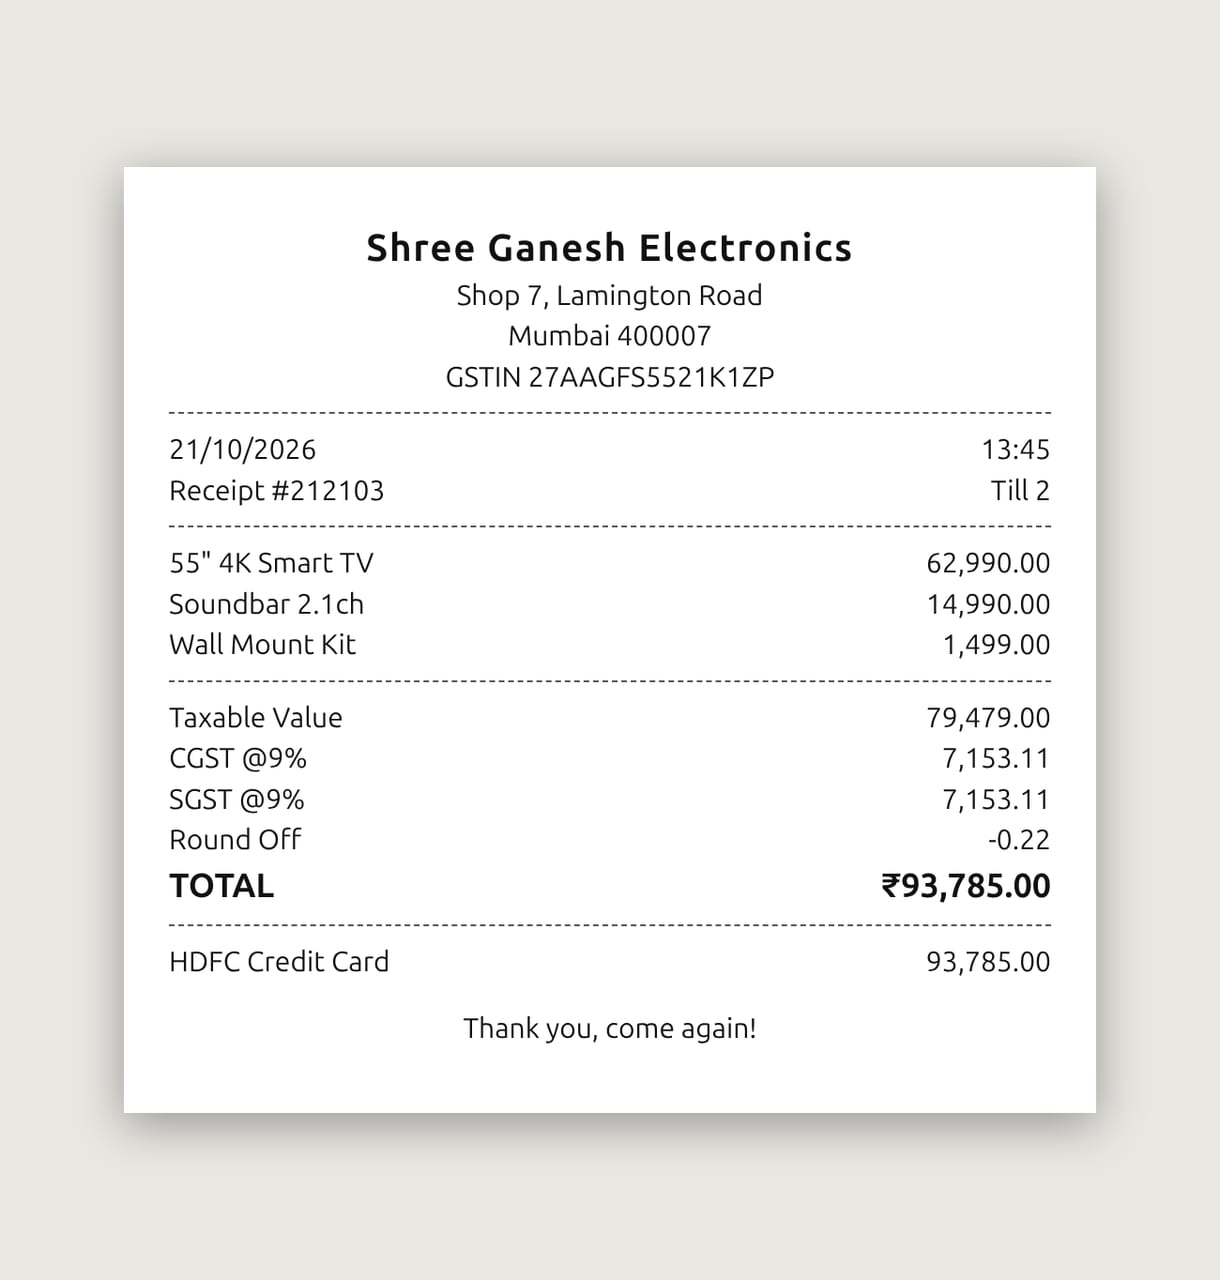 Shree Ganesh Electronics
Shop 7, Lamington Road
Mumbai 400007
GSTIN 27AAGFS5521K1ZP
21/10/2026 13:45
Receipt #212103 Till 2
55" 4K Smart TV 62,990.00
Soundbar 2.1ch 14,990.00
Wall Mount Kit 1,499.00
Taxable Value 79,479.00
CGST @9% 7,153.11
SGST @9% 7,153.11
Round Off -0.22
TOTAL ₹93,785.00
HDFC Credit Card 93,785.00
Thank you, come again!